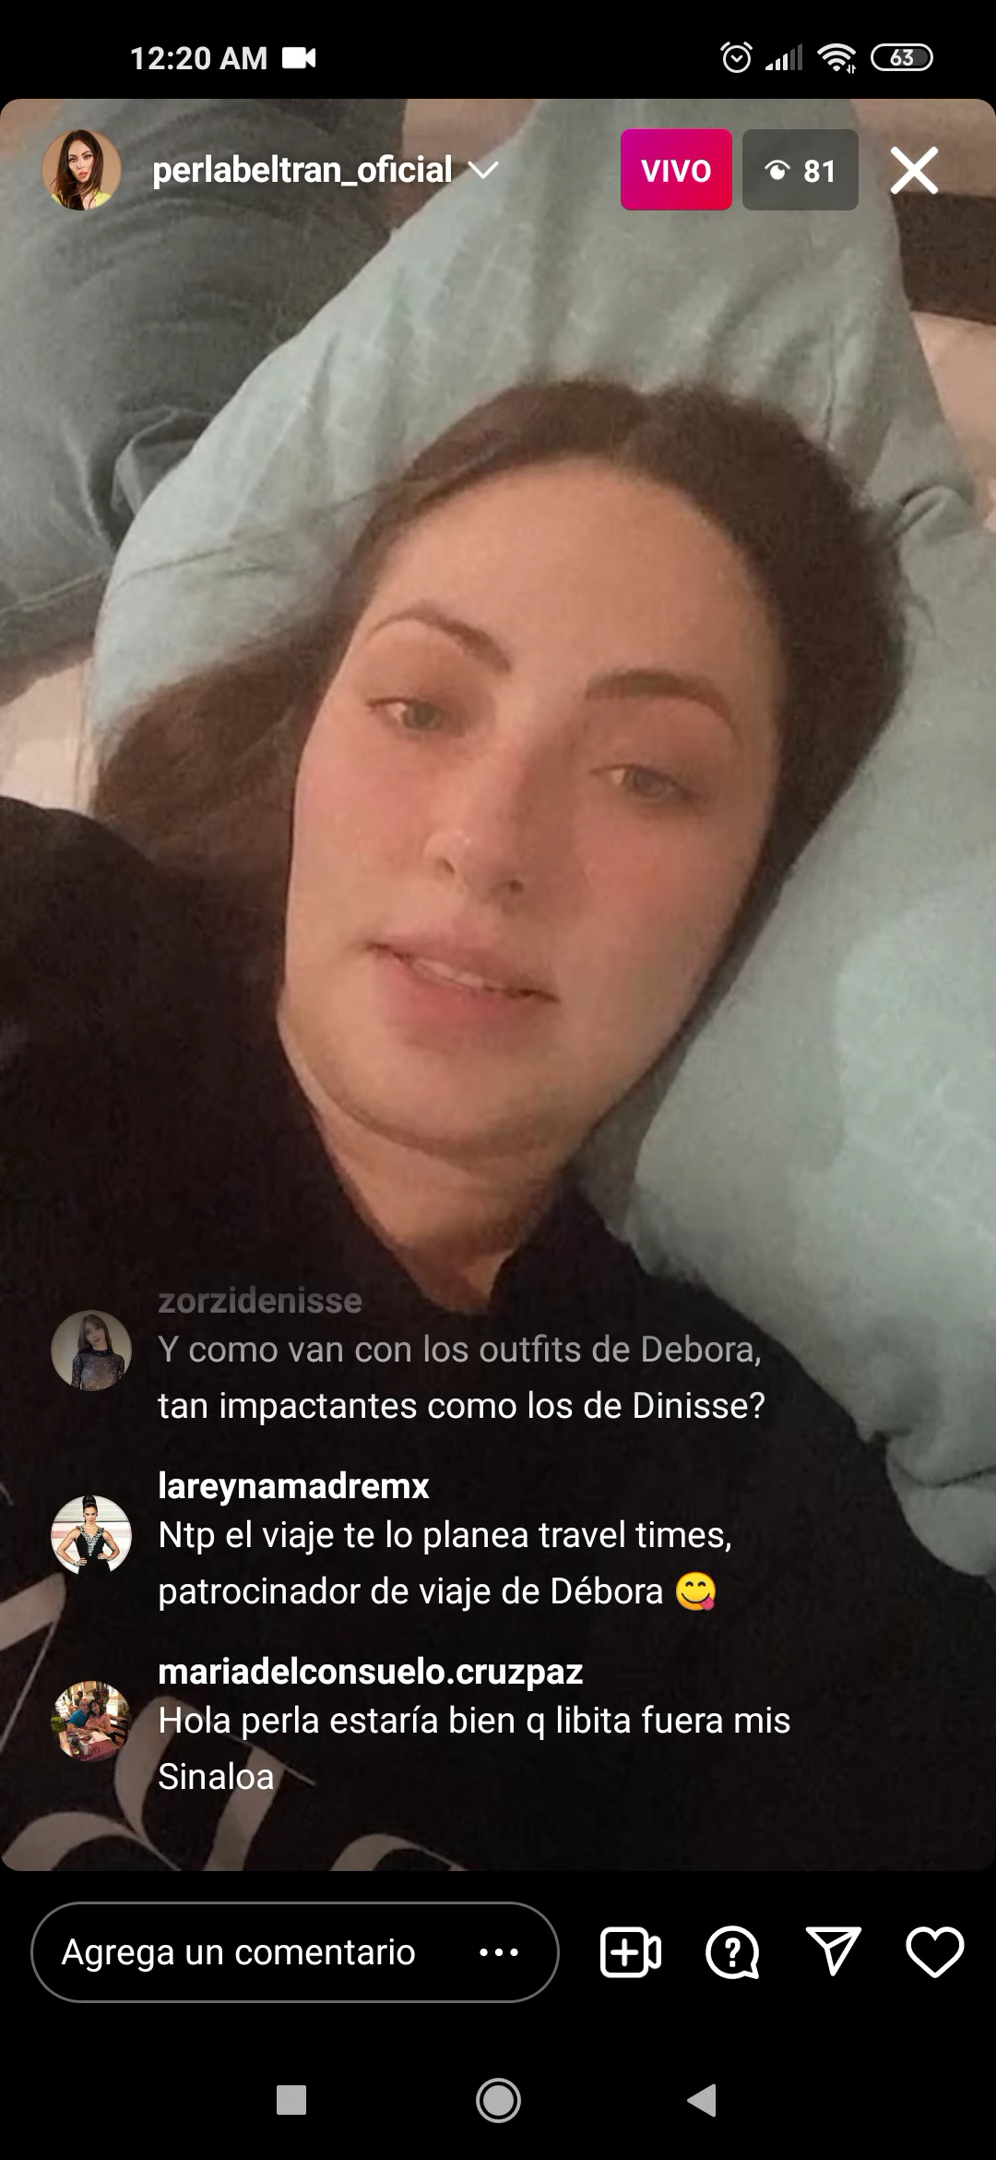 12:20 AM
63
perlabeltran_oficial
VIVO
81
zorzidenisse
Y como van con los outfits de Debora,
tan impactantes como los de Dinisse?
lareynamadremx
Ntp el viaje te lo planea travel times,
patrocinador de viaje de Débora 😋
mariadelconsuelo.cruzpaz
Hola perla estaría bien q libita fuera mis
Sinaloa
Agrega un comentario